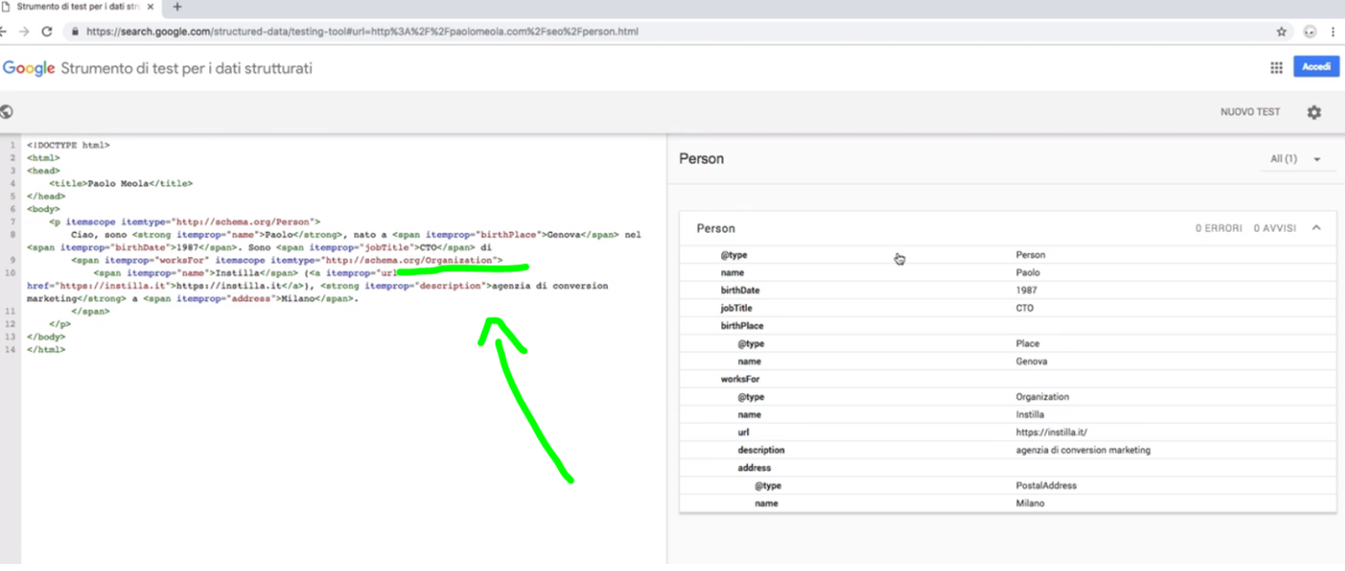 Strumento di test per i dati stru
https://search.google.com/structured-data/testing-tool#url=http%3A%2F%2Fpaolomeola.com%2Fseo%2Fperson.html
Google Strumento di test per i dati strutturati
Accedi
NUOVO TEST
1 <!DOCTYPE html>
2 <html>
3 <head>
4 <title>Paolo Meola</title>
5 </head>
6 <body>
7 <p itemscope itemtype="http://schema.org/Person">
8 Ciao, sono <strong itemprop="name">Paolo</strong>, nato a <span itemprop="birthPlace">Genova</span> nel
<span itemprop="birthDate">1987</span>. Sono <span itemprop="jobTitle">CTO</span> di
9 <span itemprop="worksFor" itemscope itemtype="http://schema.org/Organization">
10 <span itemprop="name">Instilla</span> (<a itemprop="url
href="https://instilla.it">https://instilla.it</a>), <strong itemprop="description">agenzia di conversion
marketing</strong> a <span itemprop="address">Milano</span>.
11 </span>
12 </p>
13 </body>
14 </html>
Person
All (1)
Person 0 ERRORI 0 AVVISI
@type Person
name Paolo
birthDate 1987
jobTitle CTO
birthPlace
@type Place
name Genova
worksFor
@type Organization
name Instilla
url https://instilla.it/
description agenzia di conversion marketing
address
@type PostalAddress
name Milano